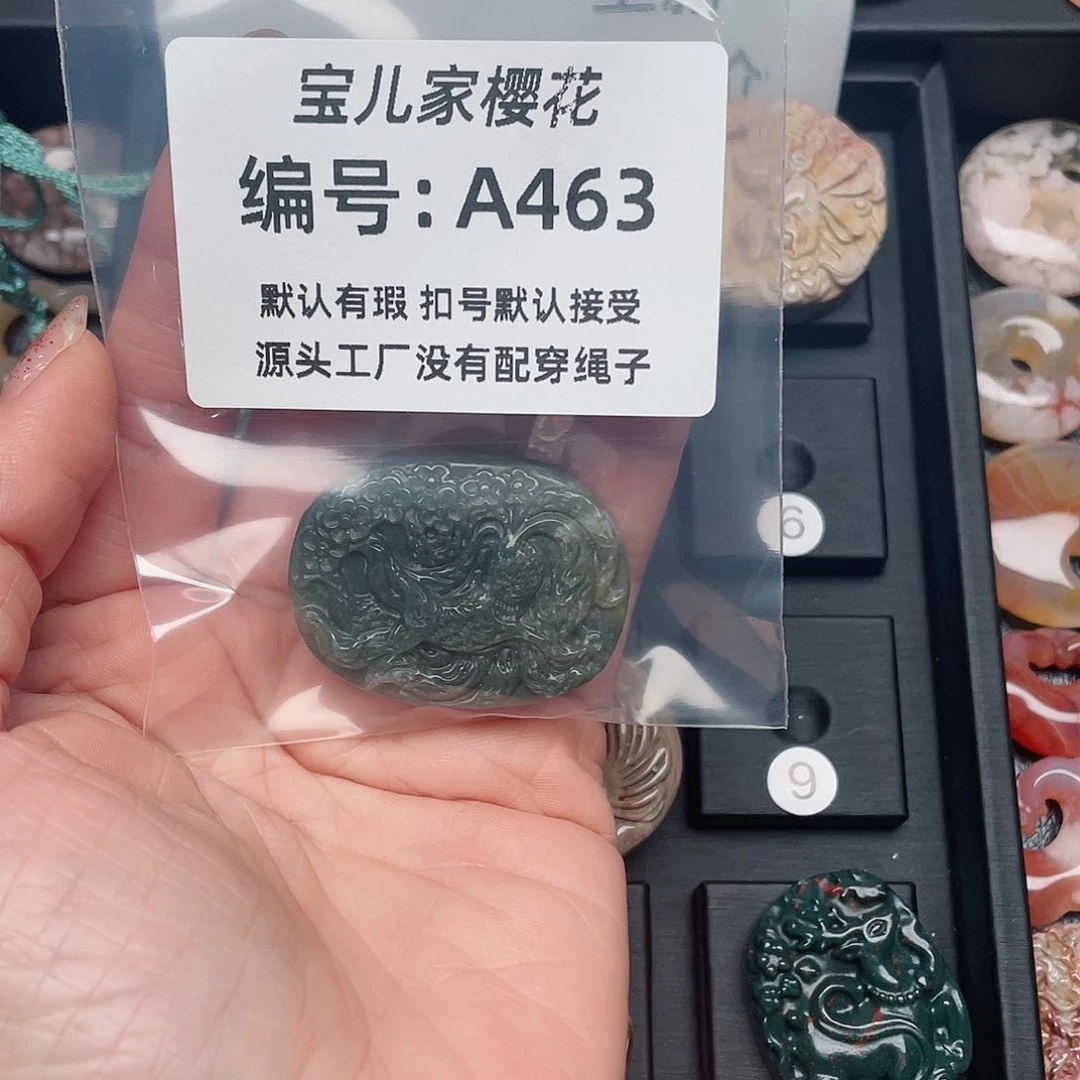 宝儿家樱花
编号：A463
默认有瑕 扣号默认接受
源头工厂没有配穿绳子
6
9